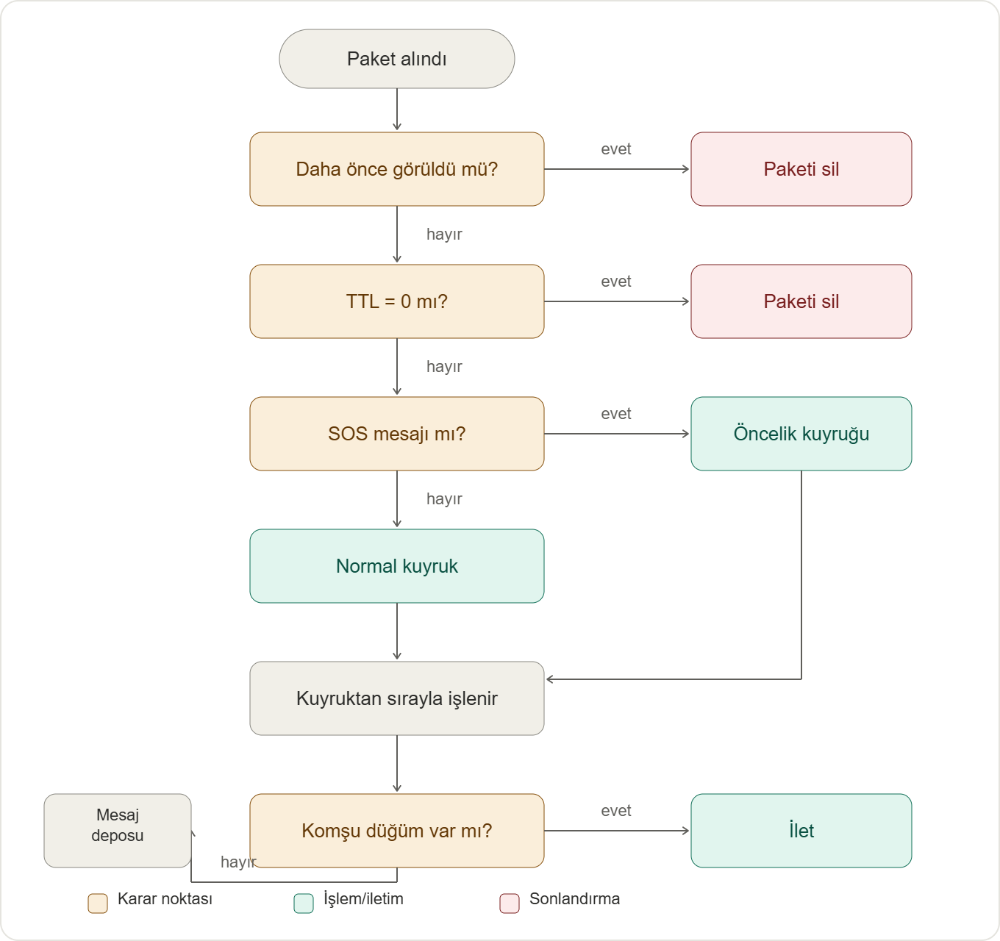 Paket alındı
Daha önce görüldü mü?
evet
Paketi sil
hayır
TTL = 0 mı?
evet
Paketi sil
hayır
SOS mesajı mı?
evet
Öncelik kuyruğu
hayır
Normal kuyruk
Kuyruktan sırayla işlenir
Mesaj
deposu
hayır
Komşu düğüm var mı?
evet
İlet
Karar noktası
İşlem/iletim
Sonlandırma